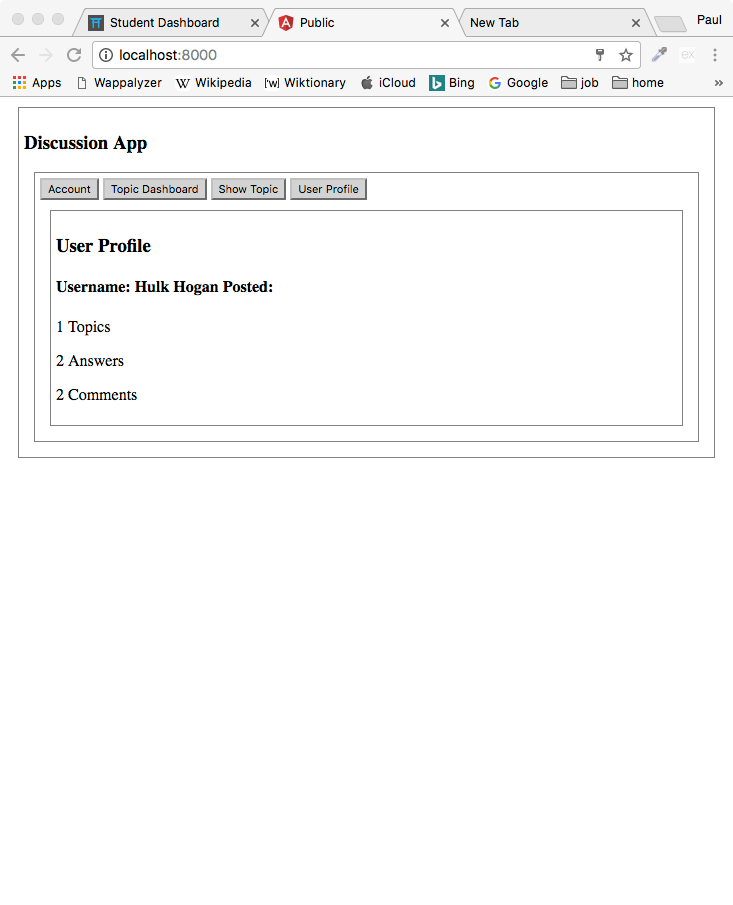 Student Dashboard Public New Tab Paul
localhost:8000 ex
Apps Wappalyzer W Wikipedia [w] Wiktionary iCloud Bing G Google job home »
Discussion App
Account Topic Dashboard Show Topic User Profile
User Profile
Username: Hulk Hogan Posted:
1 Topics
2 Answers
2 Comments